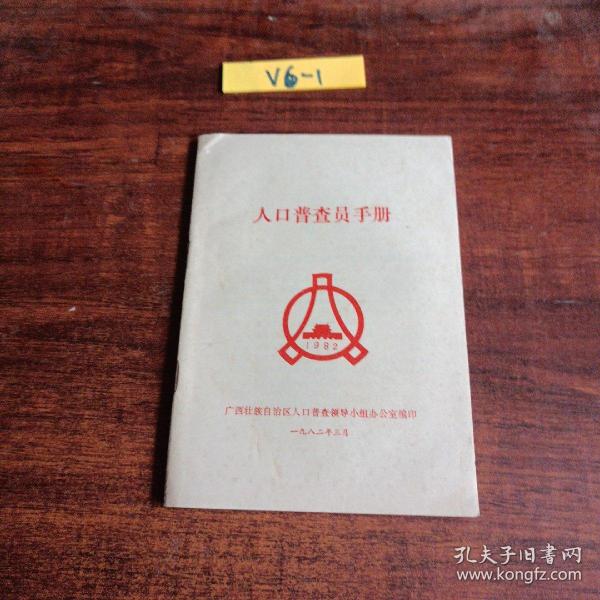 V6-1
人口普查员手册
1982
广西壮族自治区人口普查领导小组办公室编印
一九八二年三月
孔夫子旧书网
www.kongfz.com